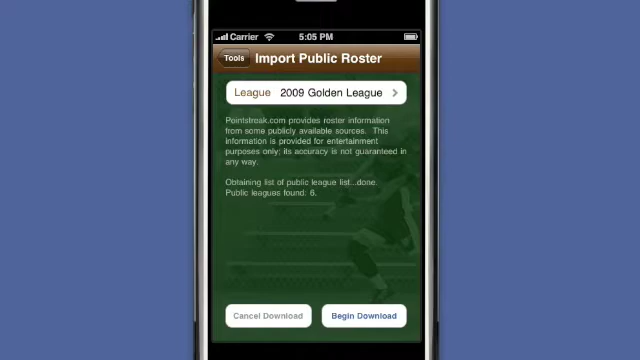 Carrier 5:05 PM
Tools Import Public Roster
League 2009 Golden League
Pointstreak.com provides roster information
from some publicly available sources. This
information is provided for entertainment
purposes only; its accuracy is not guaranteed in
any way.
Obtaining list of public league list...done.
Public leagues found: 6.
Cancel Download Begin Download